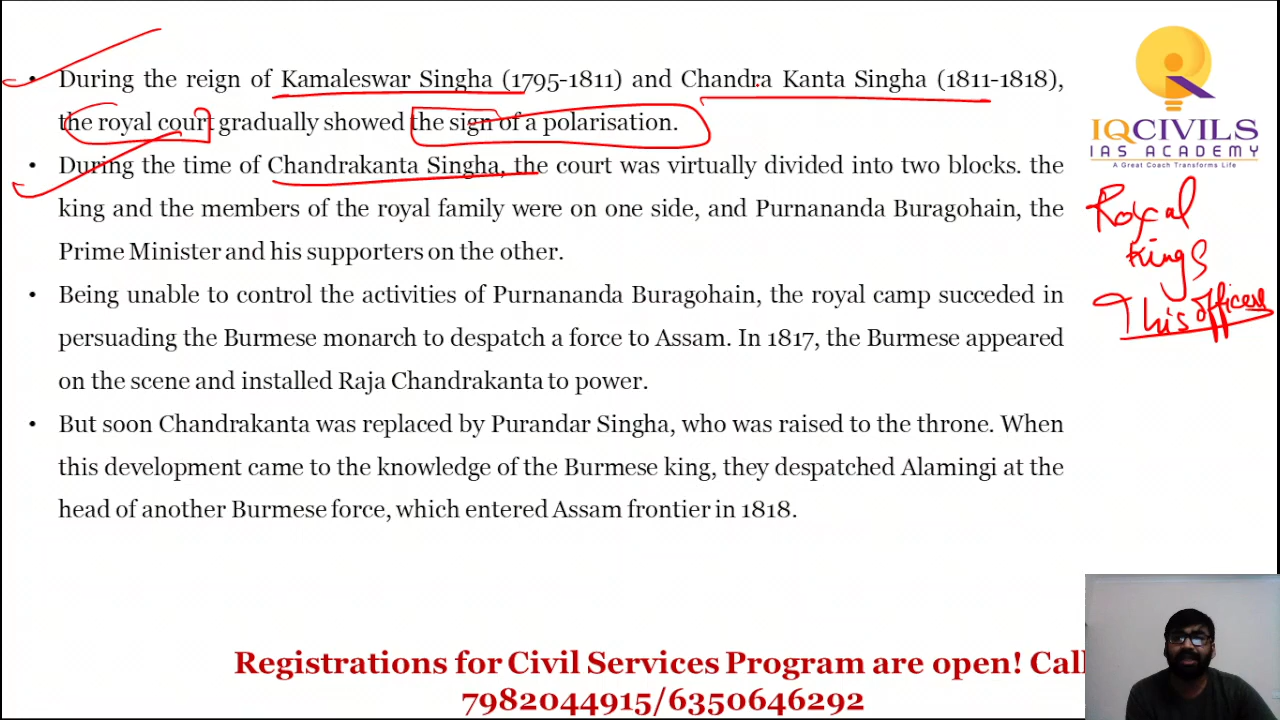 • During the reign of Kamaleswar Singha (1795-1811) and Chandra Kanta Singha (1811-1818),
the royal court gradually showed the sign of a polarisation.
• During the time of Chandrakanta Singha, the court was virtually divided into two blocks. the
king and the members of the royal family were on one side, and Purnananda Buragohain, the
Prime Minister and his supporters on the other.
• Being unable to control the activities of Purnananda Buragohain, the royal camp succeded in
persuading the Burmese monarch to despatch a force to Assam. In 1817, the Burmese appeared
on the scene and installed Raja Chandrakanta to power.
• But soon Chandrakanta was replaced by Purandar Singha, who was raised to the throne. When
this development came to the knowledge of the Burmese king, they despatched Alamingi at the
head of another Burmese force, which entered Assam frontier in 1818.
IQCIVILS
IAS ACADEMY
A Great Coach Transforms Life
Royal
Kings
His officers
Registrations for Civil Services Program are open! Call
7982044915/6350646292